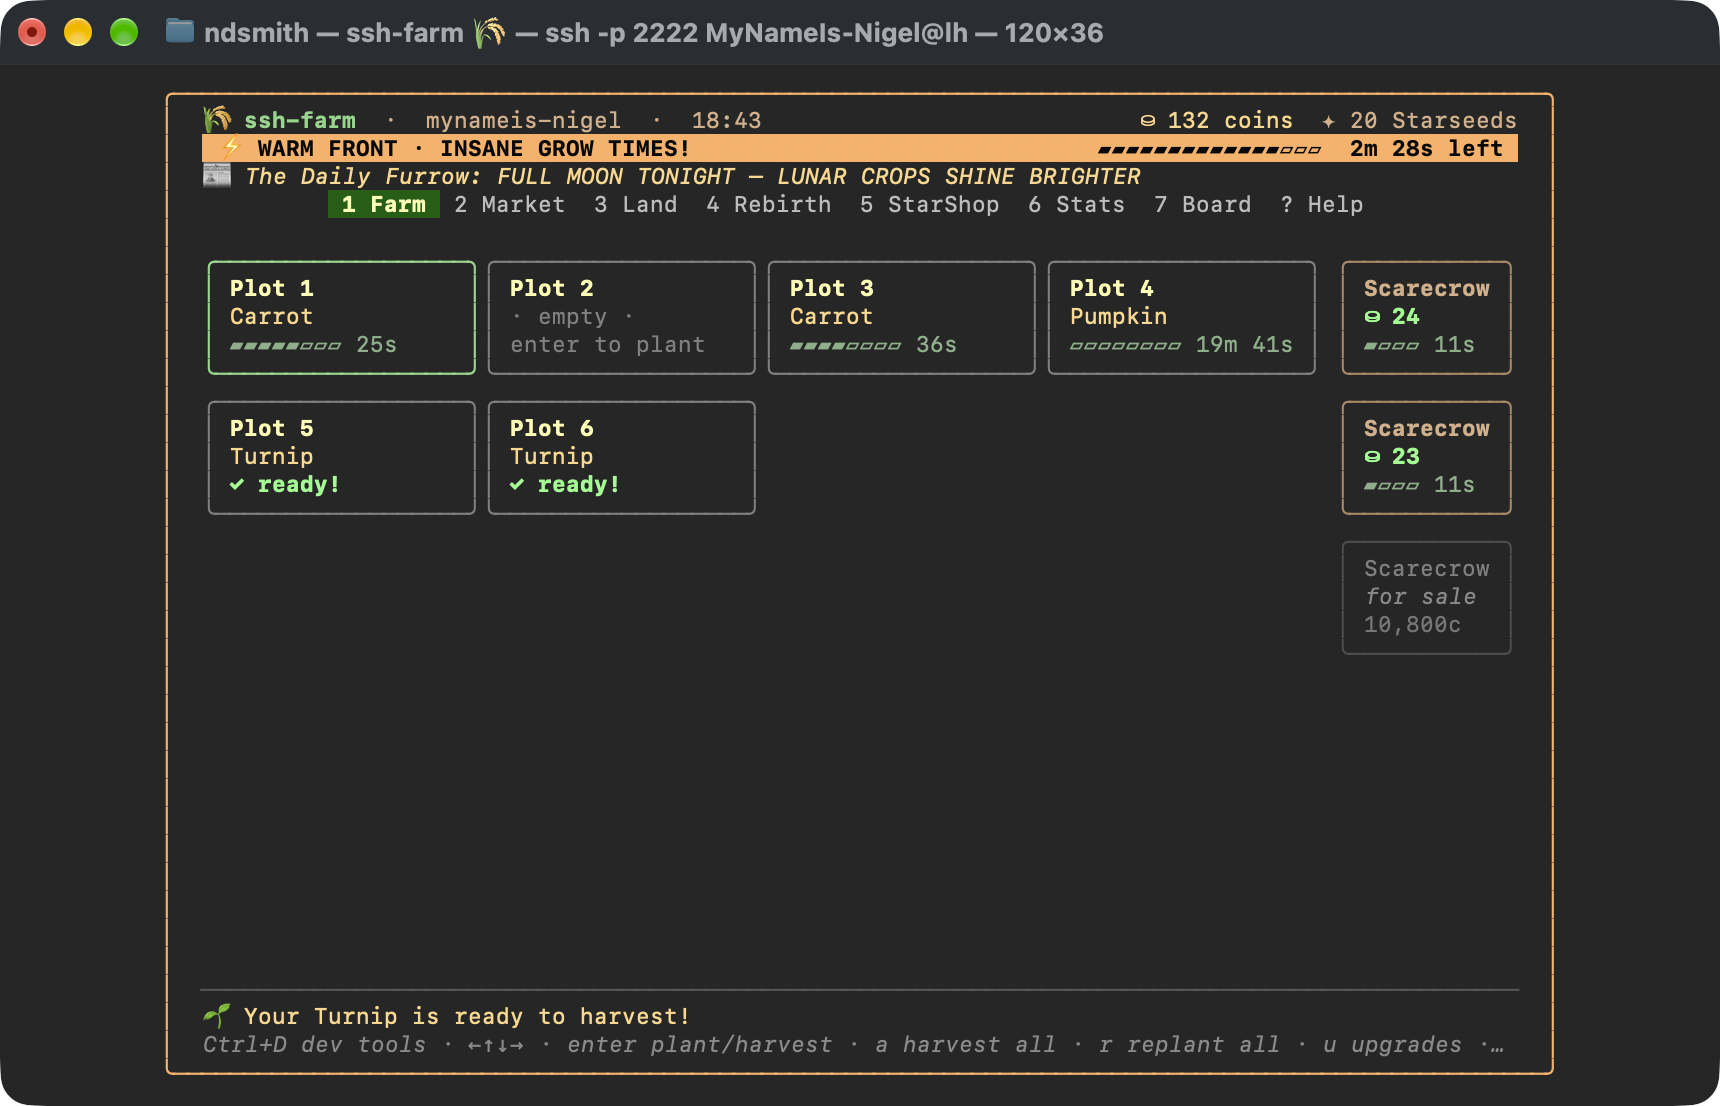 ndsmith — ssh-farm 🌾 — ssh -p 2222 MyNameIs-Nigel@lh — 120×36
🌾 ssh-farm · mynameis-nigel · 18:43 ⛀ 132 coins ✦ 20 Starseeds
⚡ WARM FRONT · INSANE GROW TIMES! ▰▰▰▰▰▰▰▰▰▰▰▰▰▱▱▱ 2m 28s left
📰 The Daily Furrow: FULL MOON TONIGHT — LUNAR CROPS SHINE BRIGHTER
1 Farm 2 Market 3 Land 4 Rebirth 5 StarShop 6 Stats 7 Board ? Help
Plot 1 Plot 2 Plot 3 Plot 4 Scarecrow
Carrot · empty · Carrot Pumpkin ⛀ 24
▰▰▰▰▰▱▱▱ 25s enter to plant ▰▰▰▰▱▱▱▱ 36s ▱▱▱▱▱▱▱▱ 19m 41s ▰▱▱▱ 11s
Plot 5 Plot 6 Scarecrow
Turnip Turnip ⛀ 23
✓ ready! ✓ ready! ▰▱▱▱ 11s
Scarecrow
for sale
10,800c
🌱 Your Turnip is ready to harvest!
Ctrl+D dev tools · ←↑↓→ · enter plant/harvest · a harvest all · r replant all · u upgrades ·…